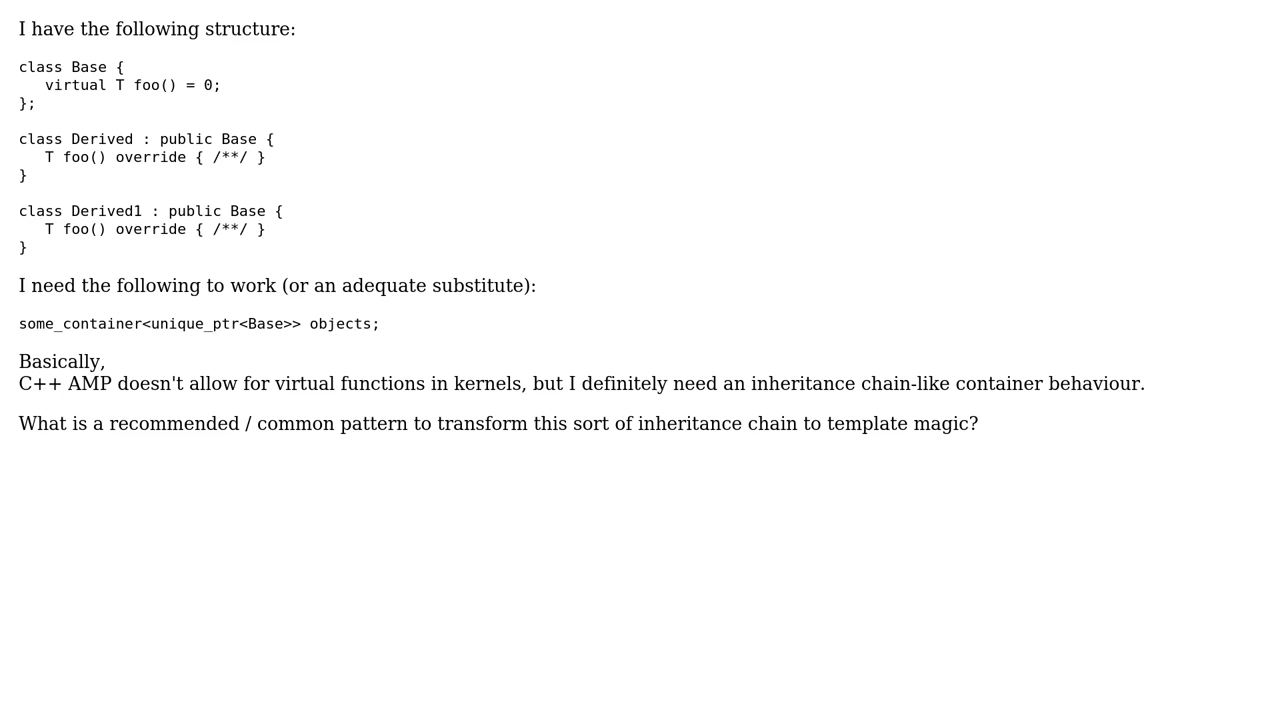 I have the following structure:
class Base {
   virtual T foo() = 0;
};
class Derived : public Base {
   T foo() override { /**/ }
}
class Derived1 : public Base {
   T foo() override { /**/ }
}
I need the following to work (or an adequate substitute):
some_container<unique_ptr<Base>> objects;
Basically,
C++ AMP doesn't allow for virtual functions in kernels, but I definitely need an inheritance chain-like container behaviour.
What is a recommended / common pattern to transform this sort of inheritance chain to template magic?